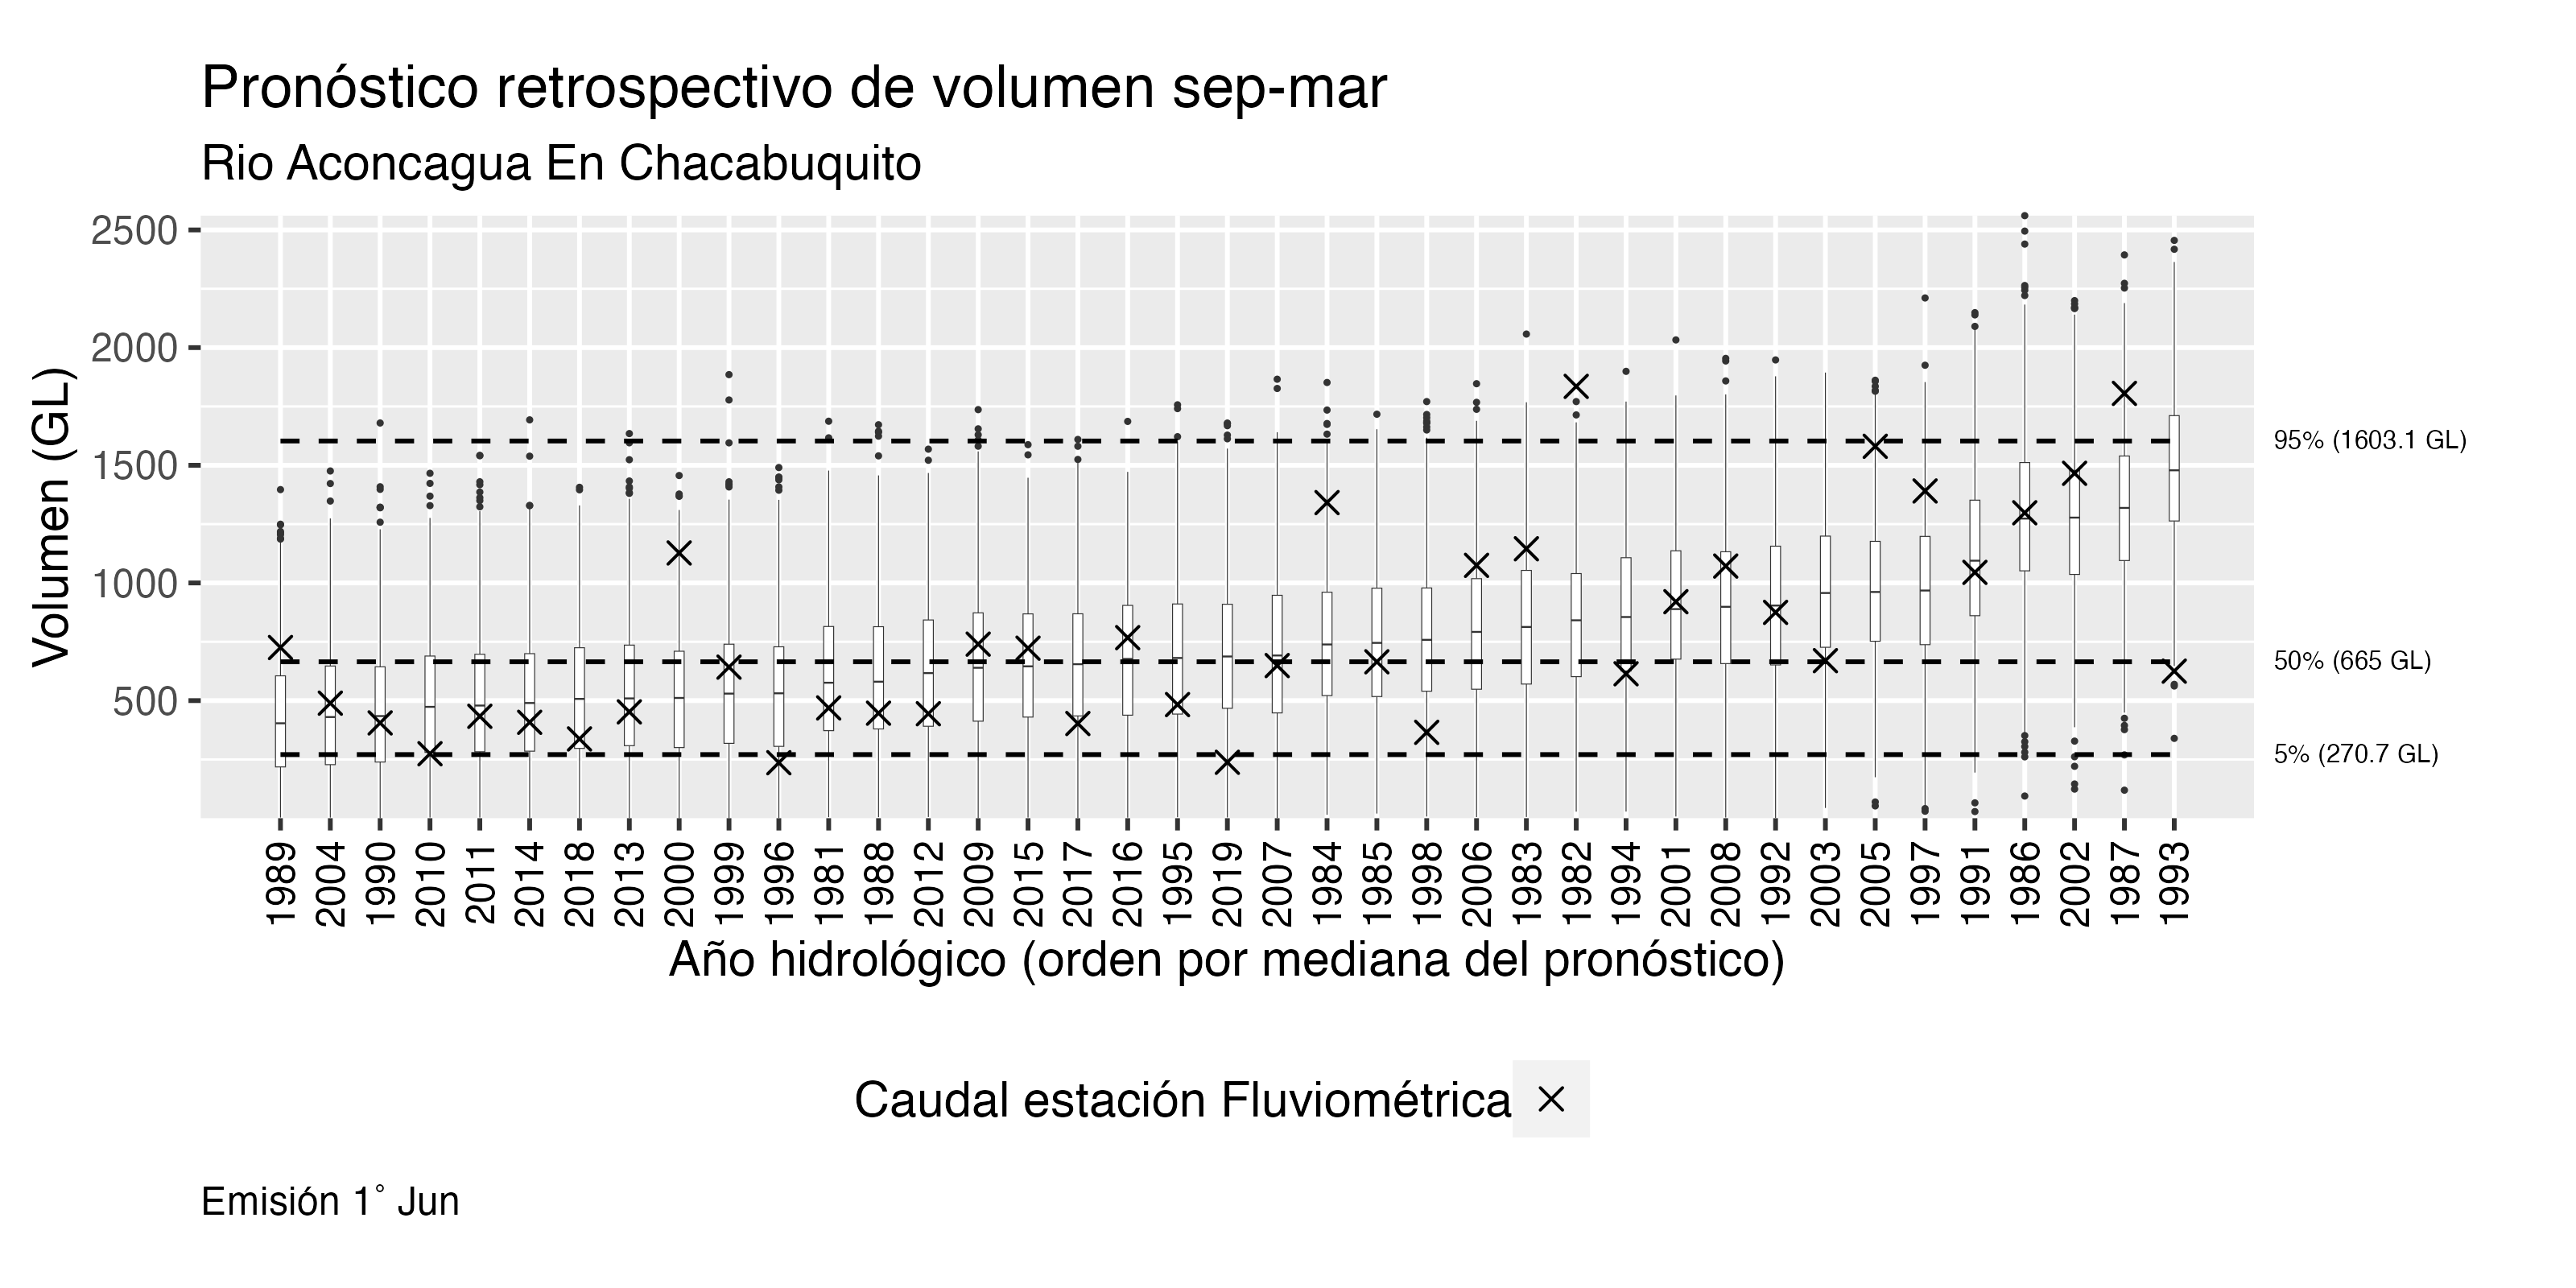 Pronóstico retrospectivo de volumen sep-mar
Rio Aconcagua En Chacabuquito
Volumen (GL)
2500
2000
1500
1000
500
95% (1603.1 GL)
50% (665 GL)
5% (270.7 GL)
1989 2004 1990 2010 2011 2014 2018 2013 2000 1999 1996 1981 1988 2012 2009 2015 2017 2016 1995 2019 2007 1984 1985 1998 2006 1983 1982 1994 2001 2008 1992 2003 2005 1997 1991 1986 2002 1987 1993
Año hidrológico (orden por mediana del pronóstico)
Caudal estación Fluviométrica
Emisión 1° Jun